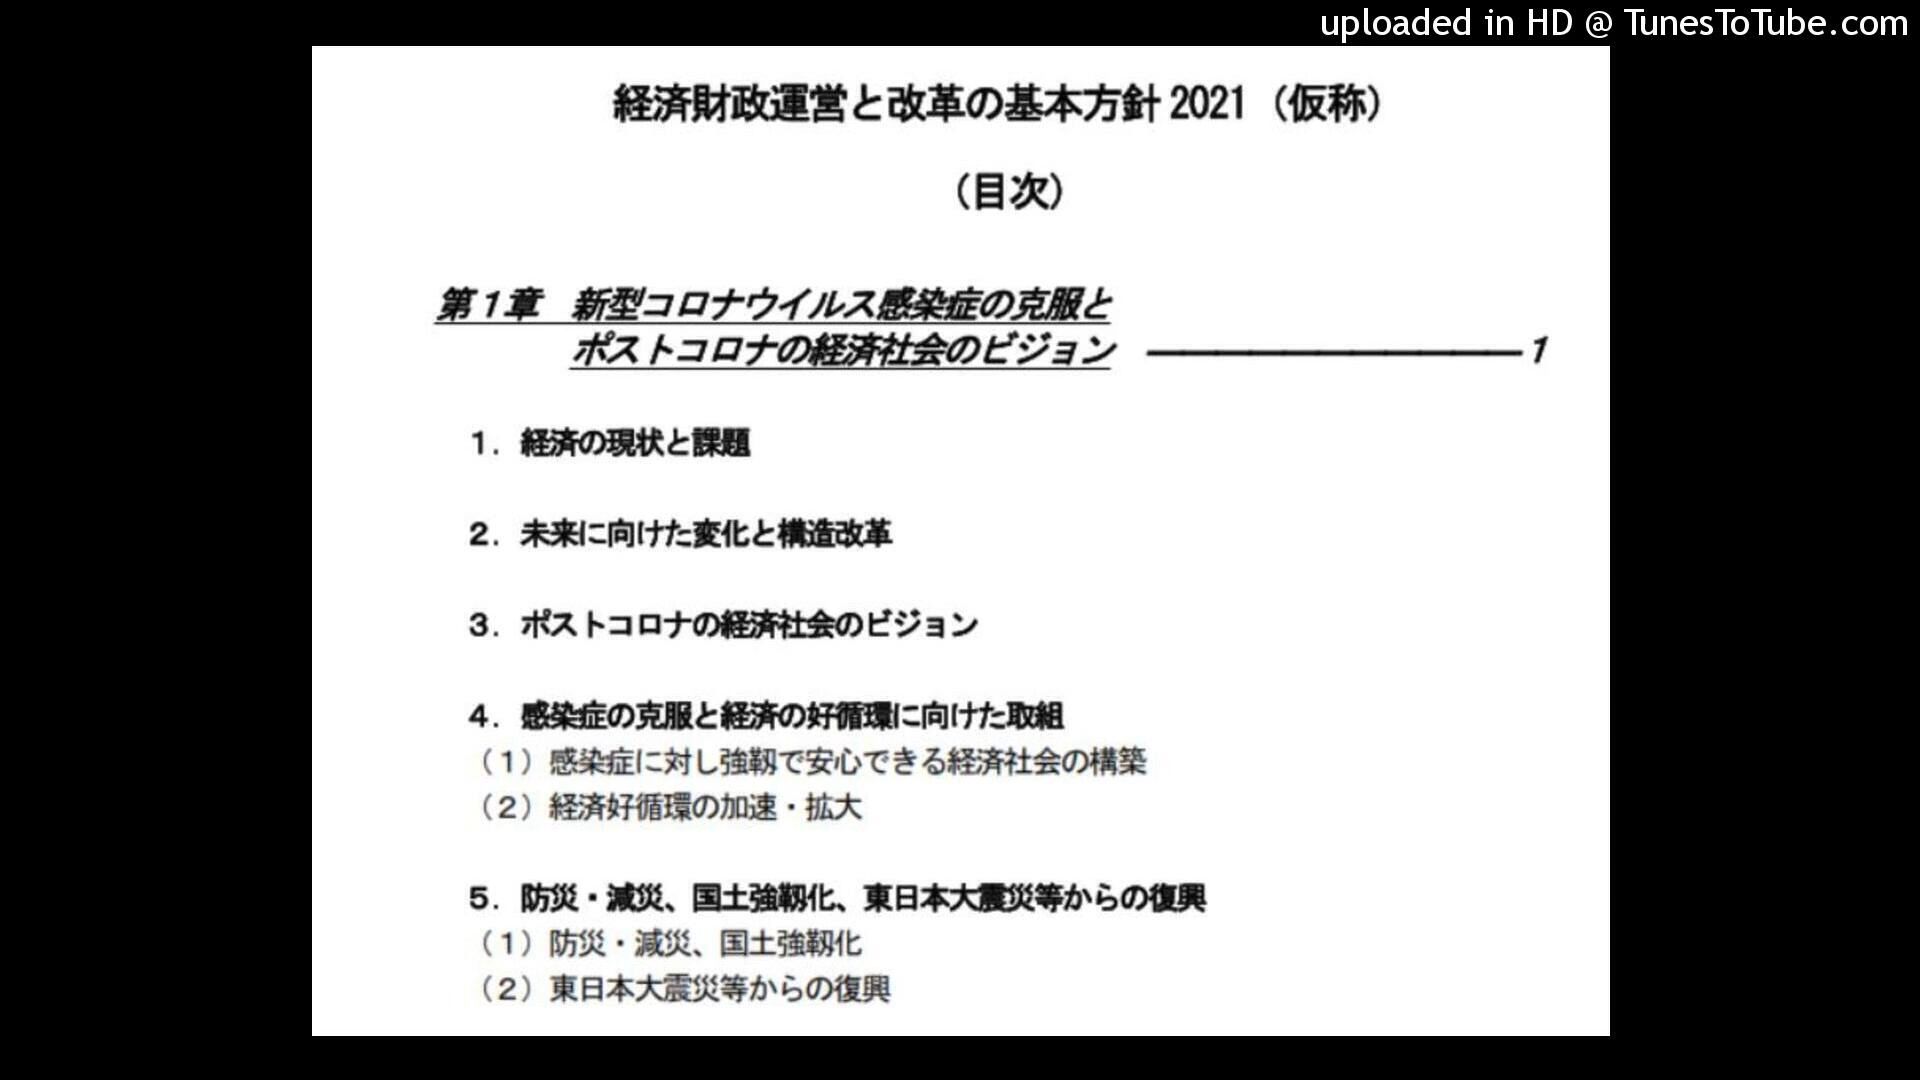 uploaded in HD @ TunesToTube.com
経済財政運営と改革の基本方針 2021（仮称）
（目次）
第１章　新型コロナウイルス感染症の克服と
ポストコロナの経済社会のビジョン ――――――――――― 1
１．経済の現状と課題
２．未来に向けた変化と構造改革
３．ポストコロナの経済社会のビジョン
４．感染症の克服と経済の好循環に向けた取組
（１）感染症に対し強靱で安心できる経済社会の構築
（２）経済好循環の加速・拡大
５．防災・減災、国土強靱化、東日本大震災等からの復興
（１）防災・減災、国土強靱化
（２）東日本大震災等からの復興